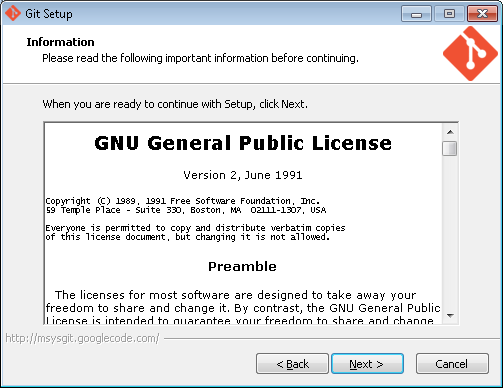 Git Setup
Information
Please read the following important information before continuing.
When you are ready to continue with Setup, click Next.
GNU General Public License
Version 2, June 1991
Copyright (C) 1989, 1991 Free Software Foundation, Inc.
59 Temple Place - Suite 330, Boston, MA  02111-1307, USA
Everyone is permitted to copy and distribute verbatim copies
of this license document, but changing it is not allowed.
Preamble
The licenses for most software are designed to take away your
freedom to share and change it. By contrast, the GNU General Public
License is intended to guarantee your freedom to share and change
http://msysgit.googlecode.com/
< Back
Next >
Cancel